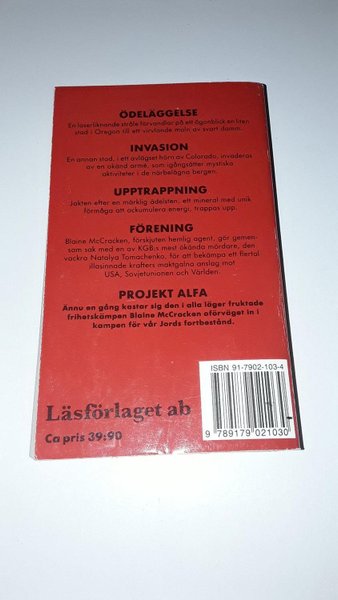 ÖDELÄGGELSE
En laserliknande stråle förvandlar på ett ögonblick en liten
stad i Oregon till ett virvlande moln av svart damm.
INVASION
En annan stad, i ett avlägset hörn av Colorado, invaderas
av en okänd armé, som igångsätter mystiska
aktiviteter i de närbelägna bergen.
UPPTRAPPNING
Jakten efter en märklig ädelsten, ett mineral med unik
förmåga att ackumulera energi, trappas upp.
FÖRENING
Blaine McCracken, förskjuten hemlig agent, gör gemen-
sam sak med en av KGB:s mest ökända mördare, den
vackra Natalya Tomachenko, för att bekämpa ett flertal
illasinnade krafters maktgalna anslag mot
USA, Sovjetunionen och Världen.
PROJEKT ALFA
Ännu en gång kastar sig den i alla läger fruktade
frihetskämpen Blaine McCracken oförväget in i
kampen för vår Jords fortbestånd.
ISBN 91-7902-103-4
9 789179 021030
Läsförlaget ab
Ca pris 39:90